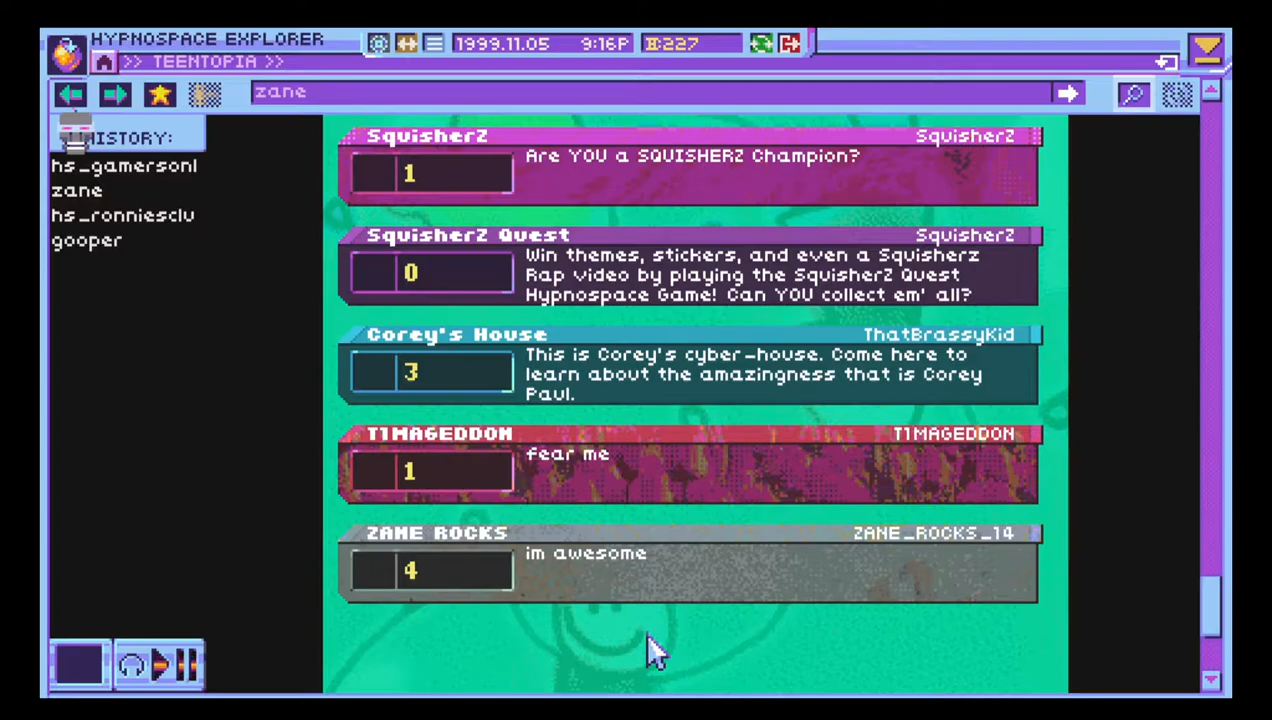 HYPNOSPACE EXPLORER
1999.11.05 9:16P 227
>> TEENTOPIA >>
zane
HISTORY:
hs_gamersonl
zane
hs_ronniesclu
gooper
SquisherZ SquisherZ
1 Are YOU a SQUISHERZ Champion?
SquisherZ Quest SquisherZ
0 Win themes, stickers, and even a Squisherz
Rap video by playing the SquisherZ Quest
Hypnospace Game! Can YOU collect em' all?
Corey's House ThatBrassyKid
3 This is Corey's cyber-house. Come here to
learn about the amazingness that is Corey
Paul.
T1MAGEDDON T1MAGEDDON
1 fear me
ZANE ROCKS ZANE_ROCKS_14
4 im awesome